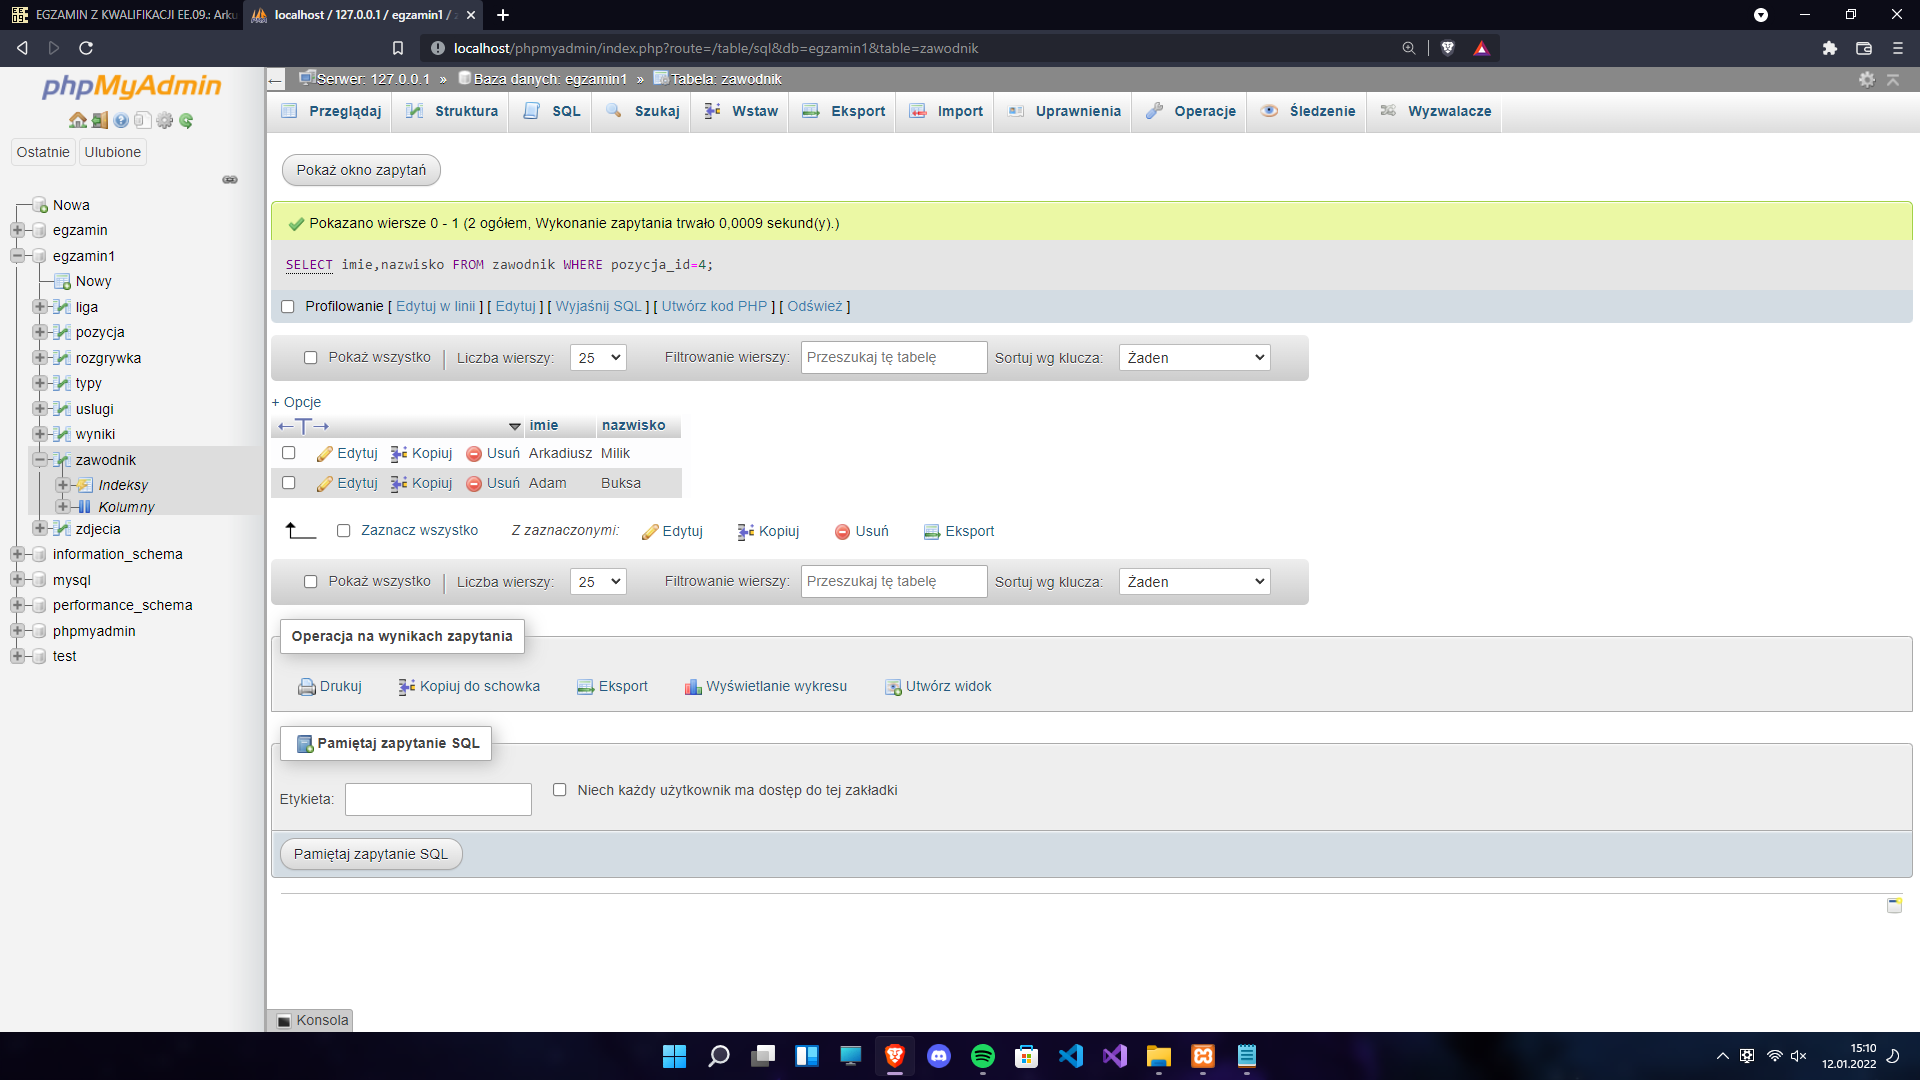 EGZAMIN Z KWALIFIKACJI EE.09.: Arku
localhost / 127.0.0.1 / egzamin1 /
localhost/phpmyadmin/index.php?route=/table/sql&db=egzamin1&table=zawodnik
phpMyAdmin
Ostatnie
Ulubione
Nowa
egzamin
egzamin1
Nowy
liga
pozycja
rozgrywka
typy
uslugi
wyniki
zawodnik
Indeksy
Kolumny
zdjecia
information_schema
mysql
performance_schema
phpmyadmin
test
Serwer: 127.0.0.1 » Baza danych: egzamin1 » Tabela: zawodnik
Przeglądaj Struktura SQL Szukaj Wstaw Eksport Import Uprawnienia Operacje Śledzenie Wyzwalacze
Pokaż okno zapytań
Pokazano wiersze 0 - 1 (2 ogółem, Wykonanie zapytania trwało 0,0009 sekund(y).)
SELECT imie,nazwisko FROM zawodnik WHERE pozycja_id=4;
Profilowanie [ Edytuj w linii ] [ Edytuj ] [ Wyjaśnij SQL ] [ Utwórz kod PHP ] [ Odśwież ]
Pokaż wszystko Liczba wierszy: 25 Filtrowanie wierszy: Przeszukaj tę tabelę Sortuj wg klucza: Żaden
+ Opcje
imie nazwisko
Edytuj Kopiuj Usuń Arkadiusz Milik
Edytuj Kopiuj Usuń Adam Buksa
Zaznacz wszystko Z zaznaczonymi: Edytuj Kopiuj Usuń Eksport
Pokaż wszystko Liczba wierszy: 25 Filtrowanie wierszy: Przeszukaj tę tabelę Sortuj wg klucza: Żaden
Operacja na wynikach zapytania
Drukuj Kopiuj do schowka Eksport Wyświetlanie wykresu Utwórz widok
Pamiętaj zapytanie SQL
Etykieta: Niech każdy użytkownik ma dostęp do tej zakładki
Pamiętaj zapytanie SQL
Konsola
15:10
12.01.2022